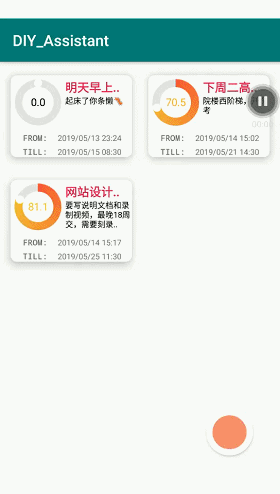 DIY_Assistant
明天早上..
0.0
起床了你条懒🐛
FROM: 2019/05/13 23:24
TILL: 2019/05/15 08:30
下周二高..
70.5
院楼西阶梯,
考
FROM: 2019/05/14 15:02
TILL: 2019/05/21 14:30
网站设计..
81.1
要写说明文档和录
制视频，最晚18周
交，需要刻录..
FROM: 2019/05/14 15:17
TILL: 2019/05/25 11:30